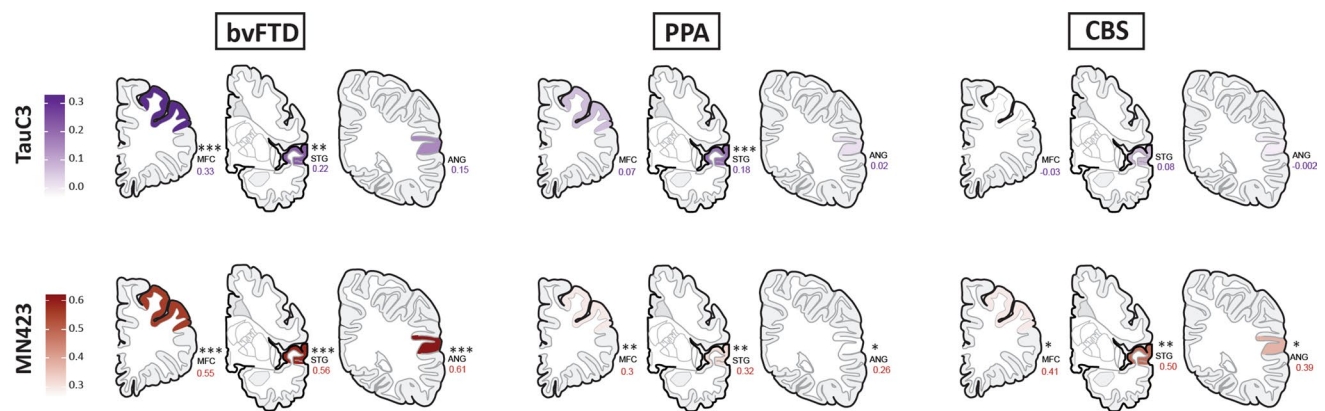 bvFTD PPA CBS
TauC3
0.3
0.2
0.1
0.0
*** MFC 0.33
** STG 0.22
ANG 0.15
MFC 0.07
*** STG 0.18
ANG 0.02
MFC -0.03
STG 0.08
ANG -0.002
MN423
0.6
0.5
0.4
0.3
*** MFC 0.55
*** STG 0.56
*** ANG 0.61
** MFC 0.3
** STG 0.32
* ANG 0.26
* MFC 0.41
** STG 0.50
* ANG 0.39